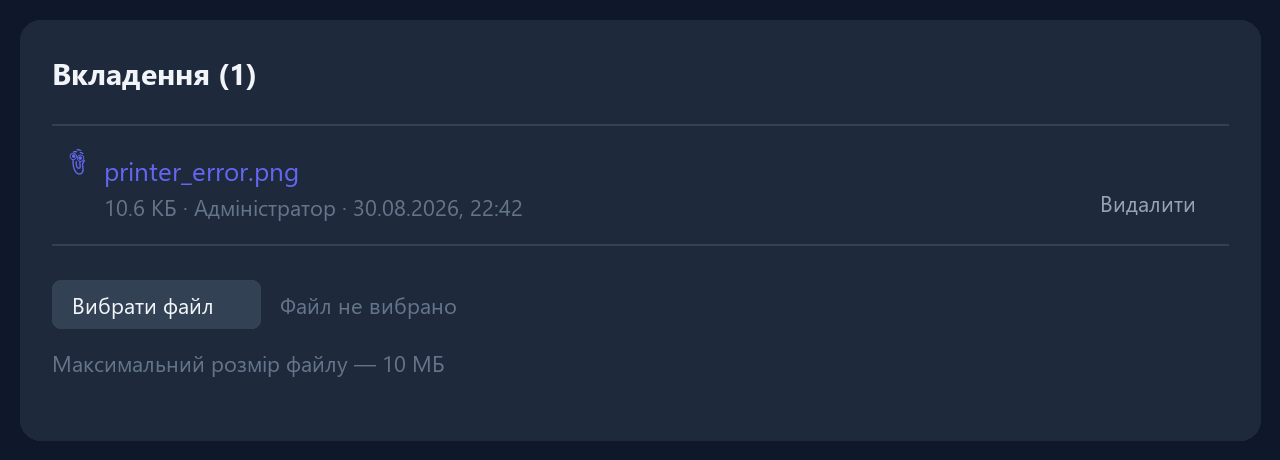 Вкладення (1)
printer_error.png
10.6 КБ · Адміністратор · 30.08.2026, 22:42
Видалити
Вибрати файл Файл не вибрано
Максимальний розмір файлу — 10 МБ